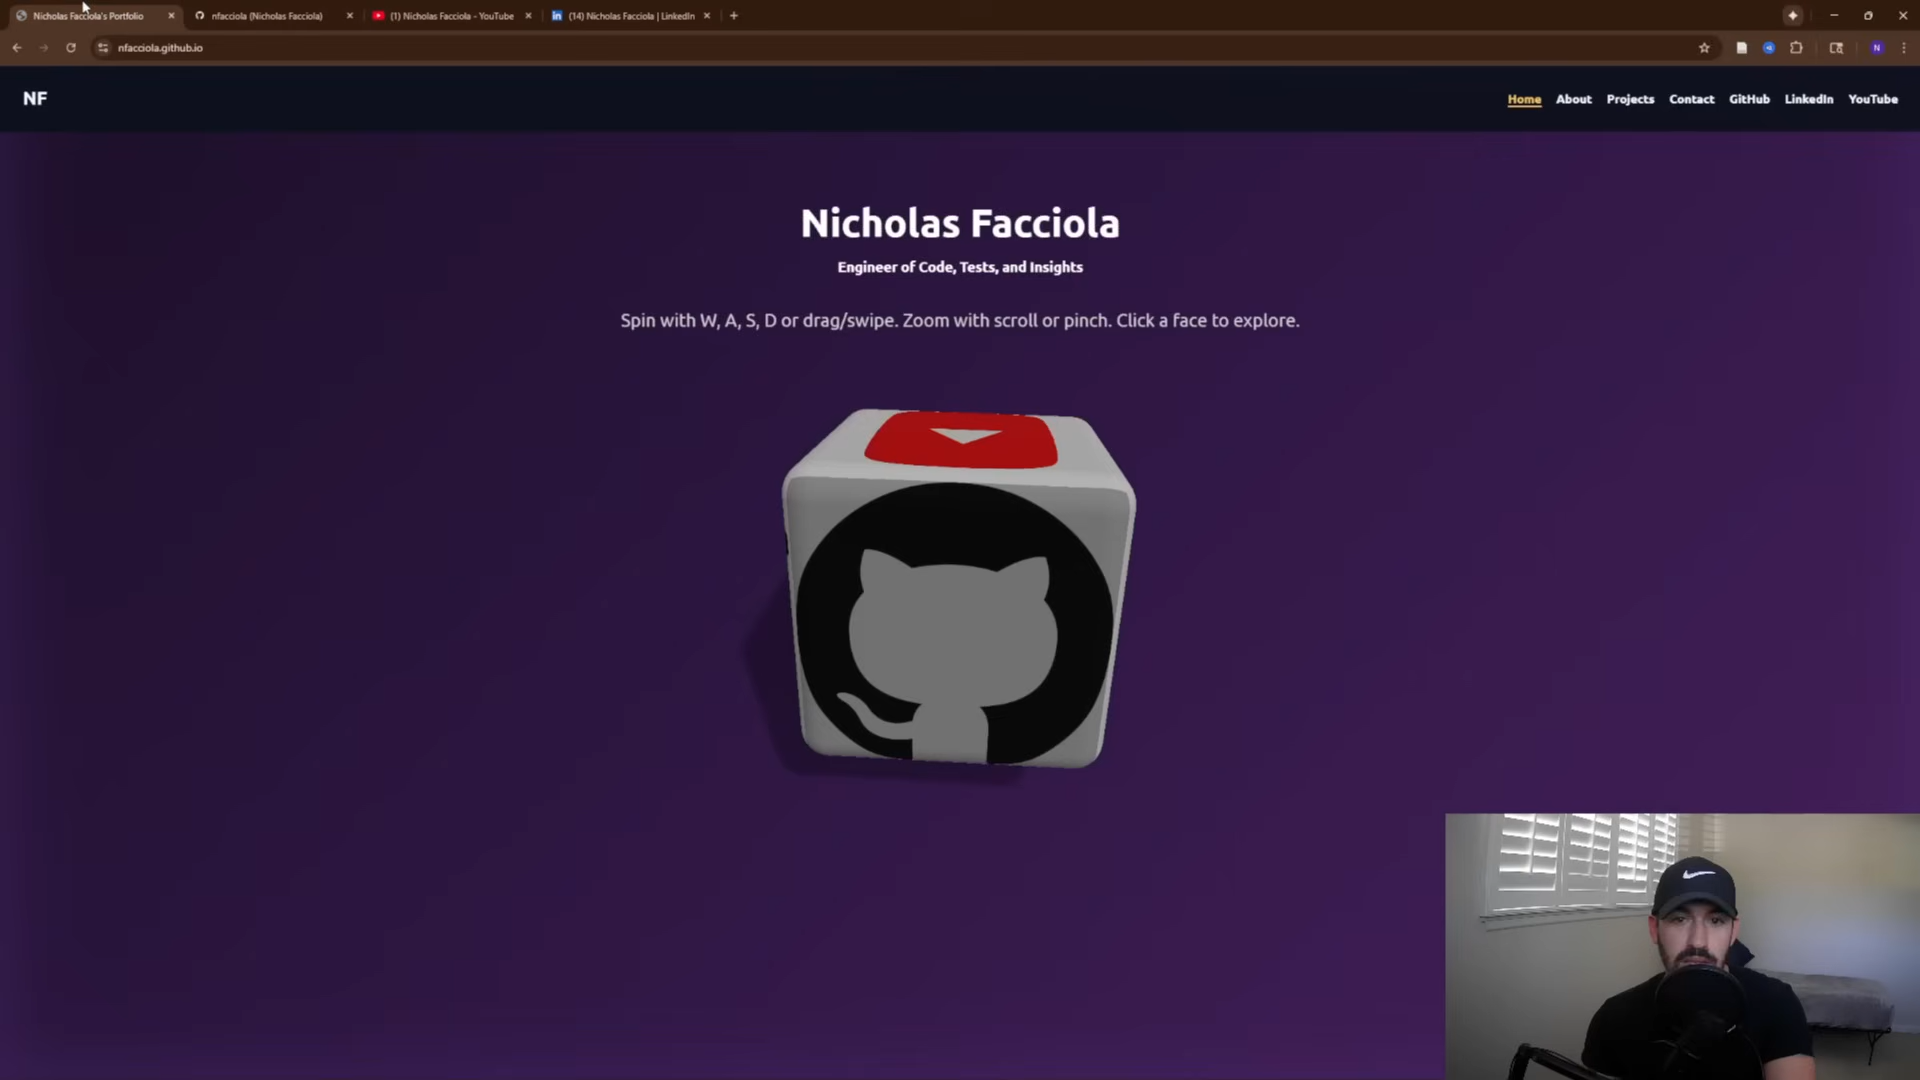 Nicholas Facciola's Portfolio
nfacciola (Nicholas Facciola)
(1) Nicholas Facciola - YouTube
in
(14) Nicholas Facciola | LinkedIn
nfacciola.github.io
N
NF
Home
About
Projects
Contact
GitHub
LinkedIn
YouTube
Nicholas Facciola
Engineer of Code, Tests, and Insights
Spin with W, A, S, D or drag/swipe. Zoom with scroll or pinch. Click a face to explore.